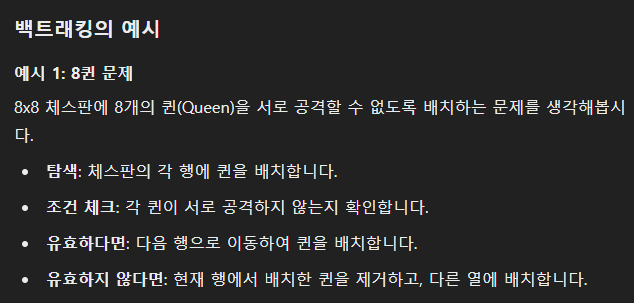 백트래킹의 예시
예시 1: 8퀸 문제
8x8 체스판에 8개의 퀸(Queen)을 서로 공격할 수 없도록 배치하는 문제를 생각해봅시
다.
• 탐색: 체스판의 각 행에 퀸을 배치합니다.
• 조건 체크: 각 퀸이 서로 공격하지 않는지 확인합니다.
• 유효하다면: 다음 행으로 이동하여 퀸을 배치합니다.
• 유효하지 않다면: 현재 행에서 배치한 퀸을 제거하고, 다른 열에 배치합니다.